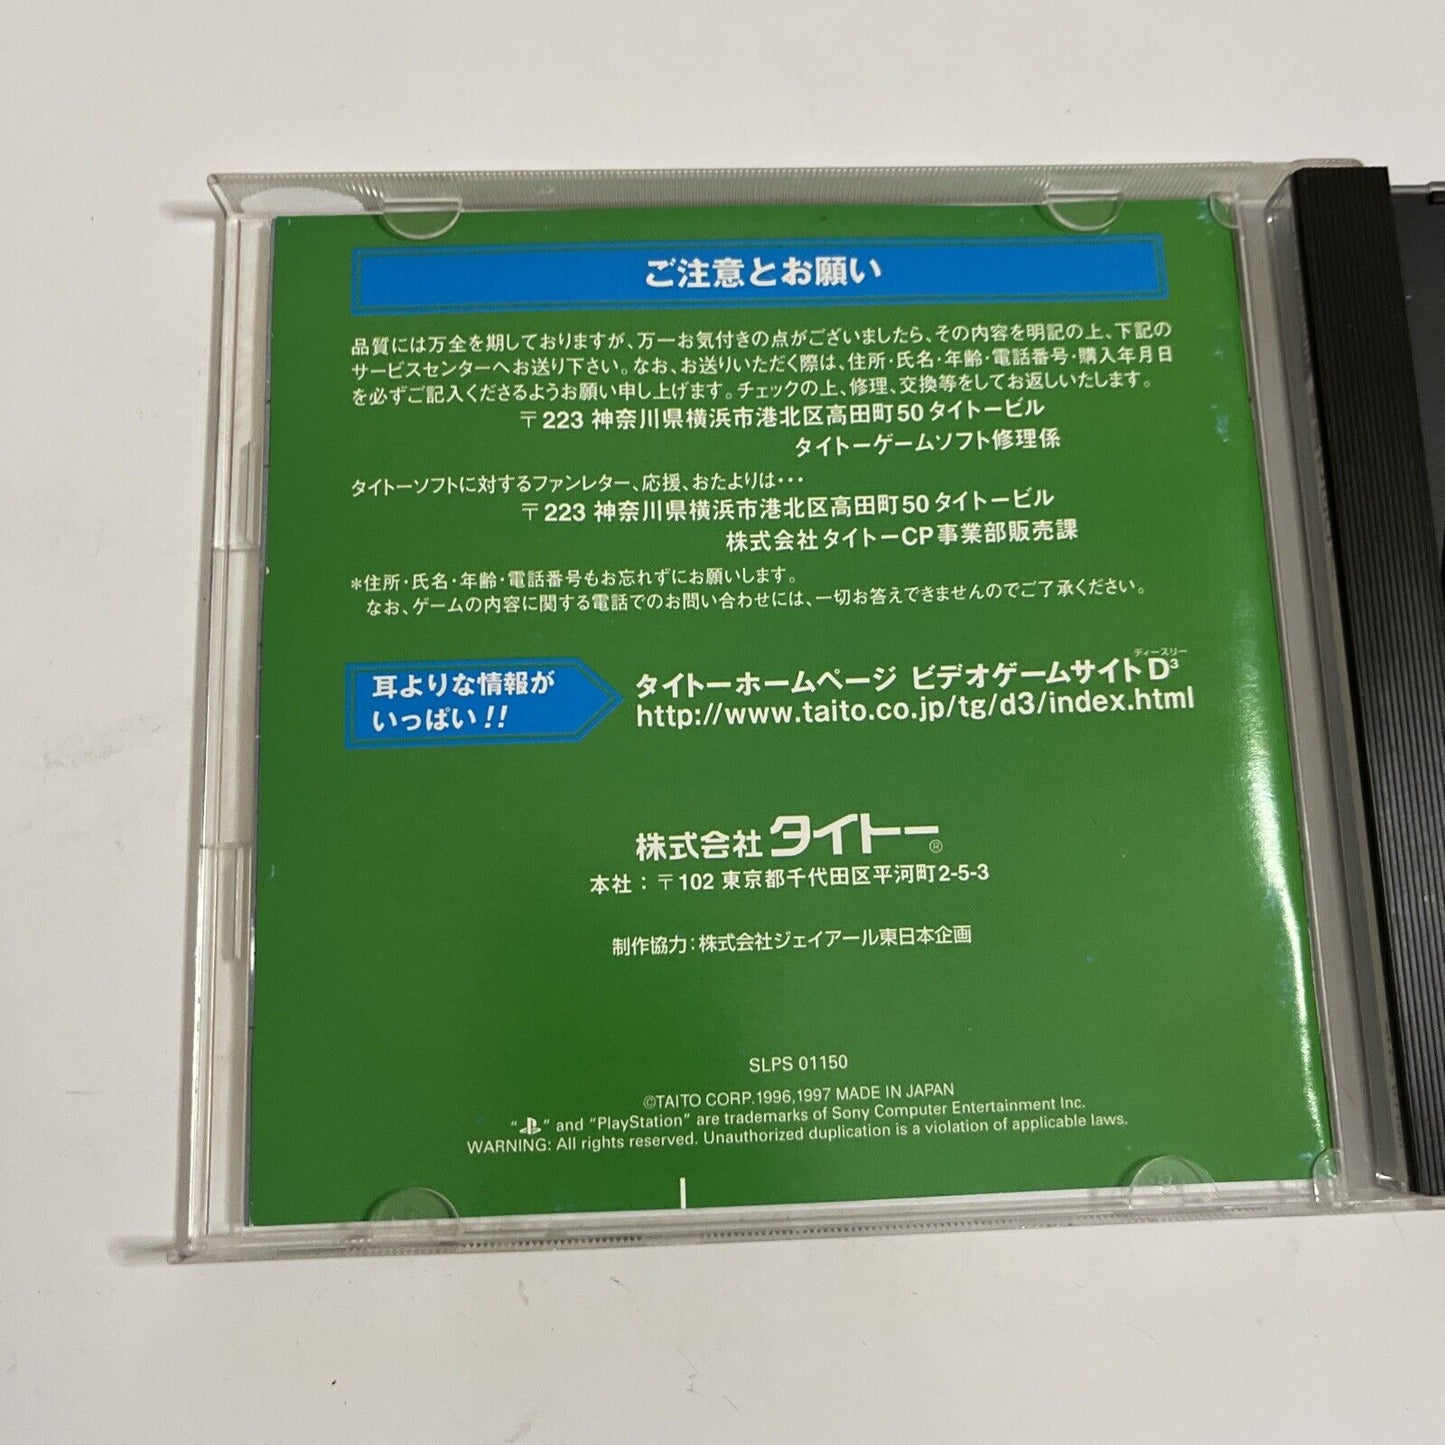 ご注意とお願い
品質には万全を期しておりますが、万一お気付きの点がございましたら、その内容を明記の上、下記の
サービスセンターへお送り下さい。なお、お送りいただく際は、住所・氏名・年齢・電話番号・購入年月日
を必ずご記入くださるようお願い申し上げます。チェックの上、修理、交換等をしてお返しいたします。
〒223 神奈川県横浜市港北区高田町50 タイトービル
タイトーゲームソフト修理係
タイトーソフトに対するファンレター、応援、おたよりは・・・
〒223 神奈川県横浜市港北区高田町50 タイトービル
株式会社タイトーCP事業部販売課
*住所・氏名・年齢・電話番号もお忘れずにお願いします。
なお、ゲームの内容に関する電話でのお問い合わせには、一切お答えできませんのでご了承ください。
耳よりな情報が
いっぱい!!
ディースリー
タイトーホームページ ビデオゲームサイトD³
http://www.taito.co.jp/tg/d3/index.html
株式会社タイトー®
本社：〒102 東京都千代田区平河町2-5-3
制作協力：株式会社ジェイアール東日本企画
SLPS 01150
©TAITO CORP.1996,1997 MADE IN JAPAN
" " and "PlayStation" are trademarks of Sony Computer Entertainment Inc.
WARNING: All rights reserved. Unauthorized duplication is a violation of applicable laws.